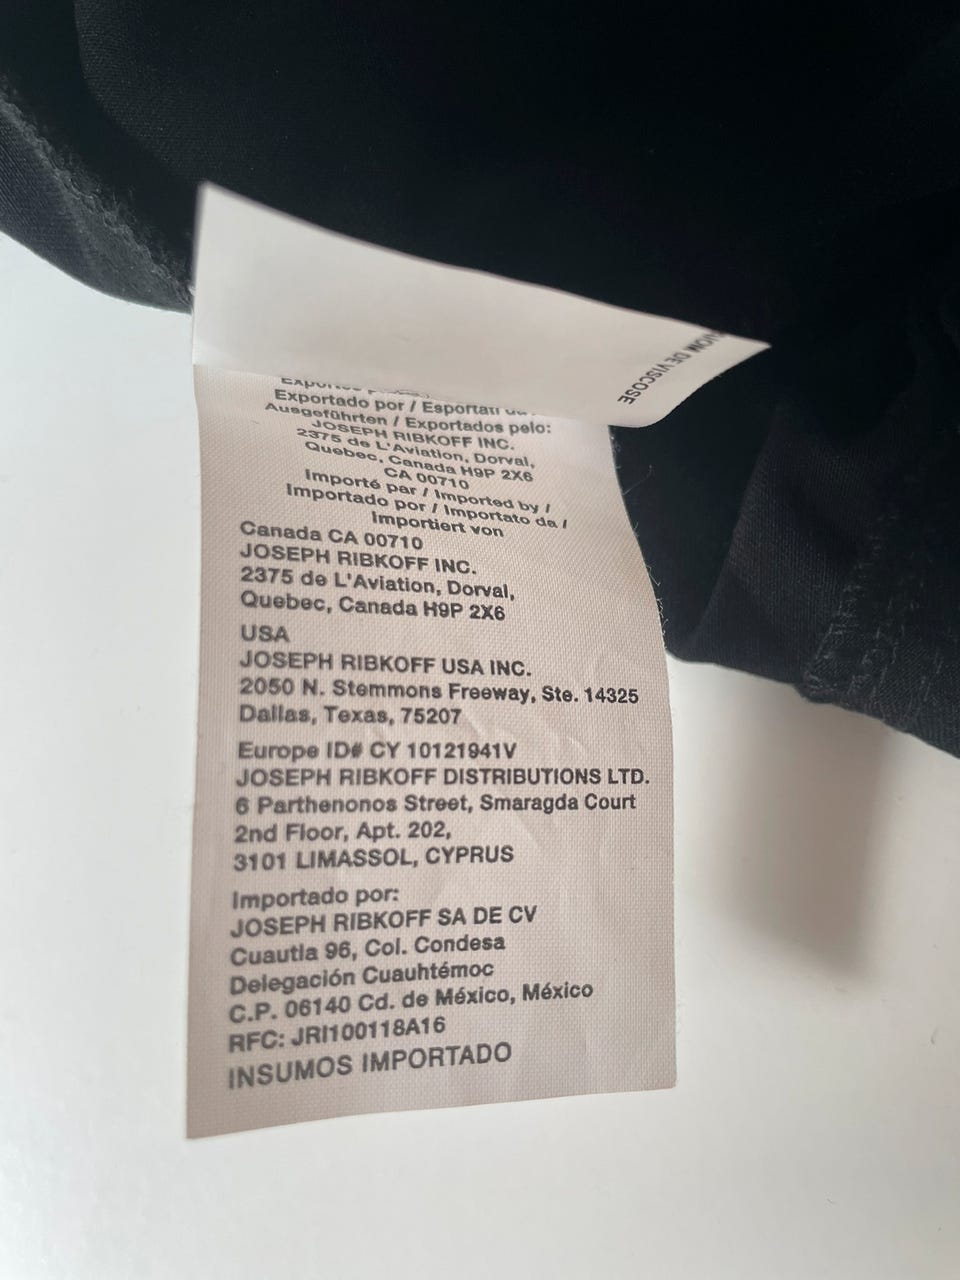 DE VISCOSE
Exportado por / Esportati
Ausgeführten / Exportados pelo:
JOSEPH RIBKOFF INC.
2375 de L'Aviation, Dorval,
Quebec, Canada H9P 2X6
CA 00710
Importé par / Imported by /
Importado por / Importato da /
Importiert von
Canada CA 00710
JOSEPH RIBKOFF INC.
2375 de L'Aviation, Dorval,
Quebec, Canada H9P 2X6
USA
JOSEPH RIBKOFF USA INC.
2050 N. Stemmons Freeway, Ste. 14325
Dallas, Texas, 75207
Europe ID# CY 10121941V
JOSEPH RIBKOFF DISTRIBUTIONS LTD.
6 Parthenonos Street, Smaragda Court
2nd Floor, Apt. 202,
3101 LIMASSOL, CYPRUS
Importado por:
JOSEPH RIBKOFF SA DE CV
Cuautla 96, Col. Condesa
Delegación Cuauhtémoc
C.P. 06140 Cd. de México, México
RFC: JRI100118A16
INSUMOS IMPORTADO